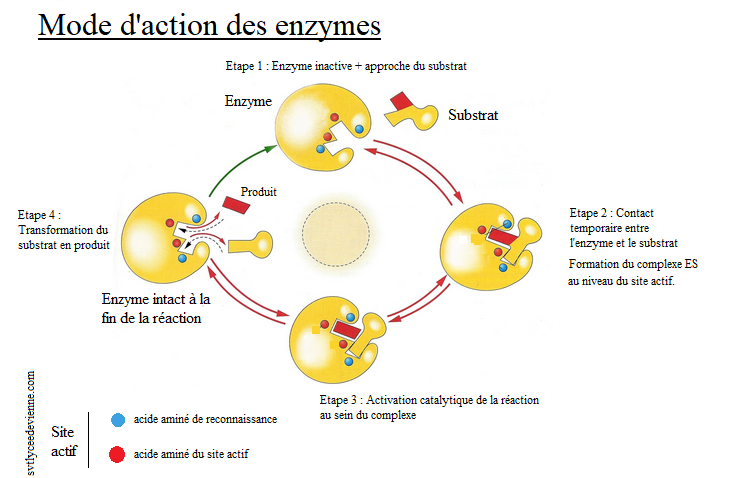 Mode d'action des enzymes
Etape 1 : Enzyme inactive + approche du substrat
Enzyme
Substrat
Etape 2 : Contact
temporaire entre
l'enzyme et le substrat
Formation du complexe ES
au niveau du site actif.
Produit
Etape 4 :
Transformation du
substrat en produit
Enzyme intact à la
fin de la réaction
Etape 3 : Activation catalytique de la réaction
au sein du complexe
Site
actif
acide aminé de reconnaissance
acide aminé du site actif
svtlyceedevienne.com